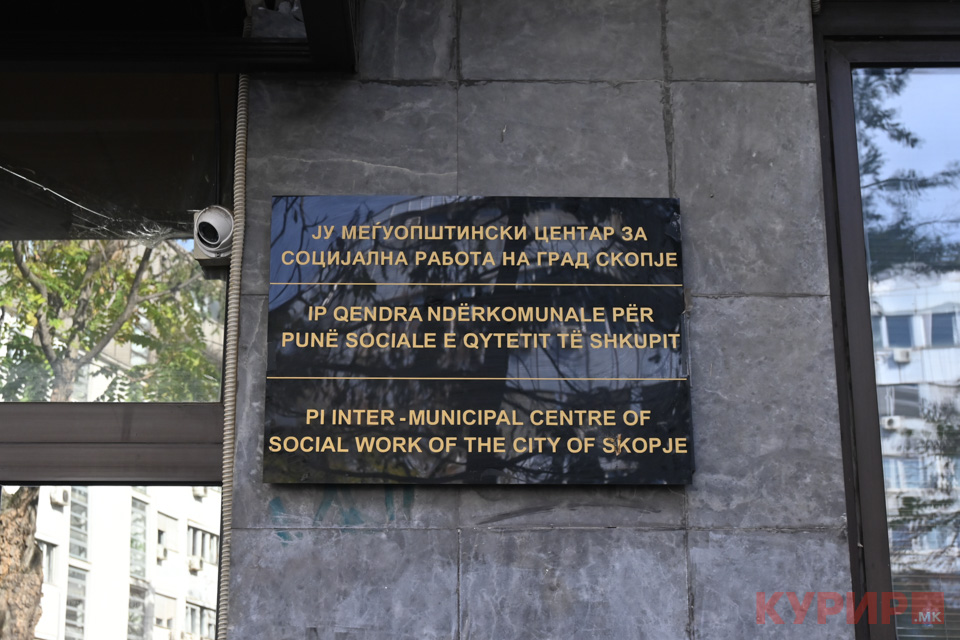 ЈУ МЕЃУОПШТИНСКИ ЦЕНТАР ЗА
СОЦИЈАЛНА РАБОТА НА ГРАД СКОПЈЕ
IP QENDRA NDËRKOMUNALE PËR
PUNË SOCIALE E QYTETIT TË SHKUPIT
PI INTER-MUNICIPAL CENTRE OF
SOCIAL WORK OF THE CITY OF SKOPJE
КУРИР.МК